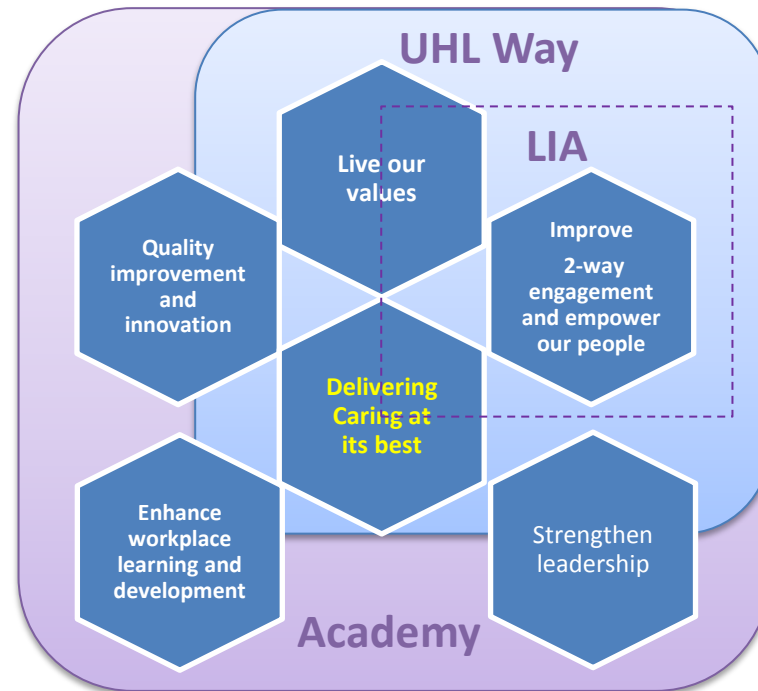 UHL Way
LIA
Live our
values
Quality
improvement
and
innovation
Improve
2-way
engagement
and empower
our people
Delivering
Caring at
its best
Enhance
workplace
learning and
development
Strengthen
leadership
Academy